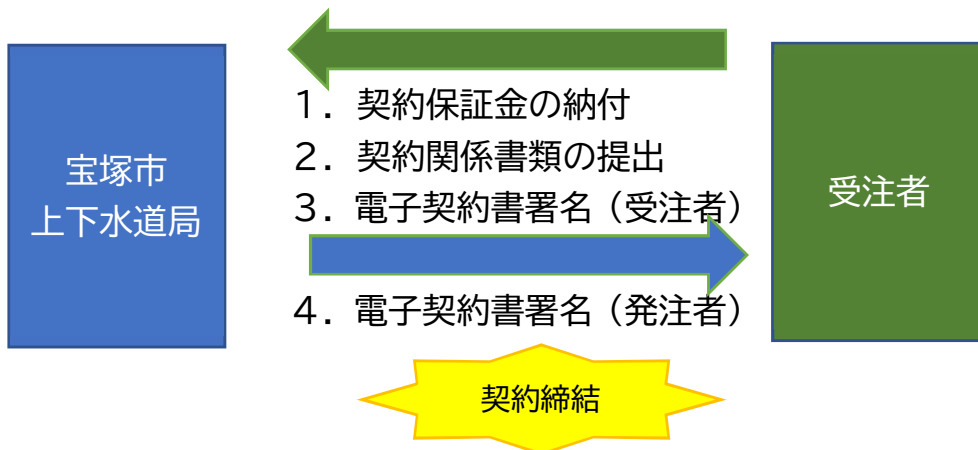 宝塚市
上下水道局
1．契約保証金の納付
2．契約関係書類の提出
3．電子契約書署名（受注者）
4．電子契約書署名（発注者）
受注者
契約締結